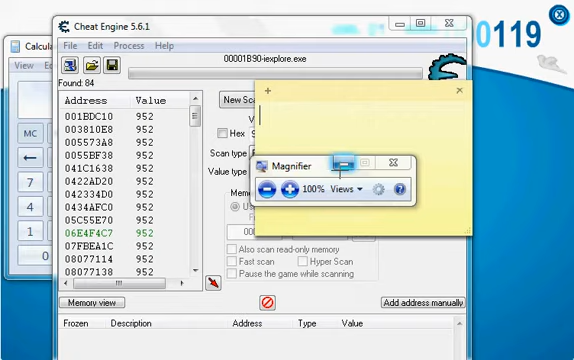 Cheat Engine 5.6.1
0119
Calcula
File Edit Process Help
View
00001B90-iexplore.exe
Found: 84
Address Value
New Sca
001BDC10 952
003810E8 952
Hex 9
005573A8 952
0055BF38 952
Scan type
041C1638 952
Value type
0422AD20 952
042334D0 952
0434AFC0 952
05C55E70 952
06E4F4C7 952
07FBEA1C 952
08077114 952
08077138 952
Magnifier
100% Views
MC
7
4
1
0
Also scan read-only memory
Fast scan Hyper Scan
Pause the game while scanning
Memory view
Add address manually
Frozen Description Address Type Value